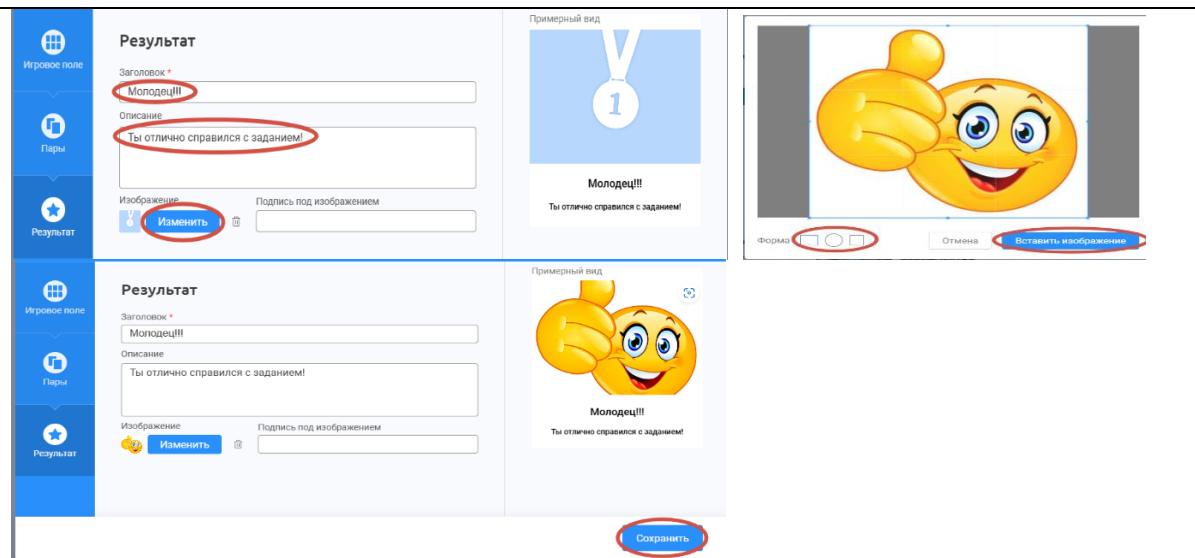 Игровое поле
Пары
Результат
Результат
Заголовок *
Молодец!!!
Описание
Ты отлично справился с заданием!
Изображение
Подпись под изображением
Изменить
Примерный вид
1
Молодец!!!
Ты отлично справился с заданием!
Форма
Отмена
Вставить изображение
Игровое поле
Пары
Результат
Результат
Заголовок *
Молодец!!!
Описание
Ты отлично справился с заданием!
Изображение
Подпись под изображением
Изменить
Примерный вид
Молодец!!!
Ты отлично справился с заданием!
Сохранить